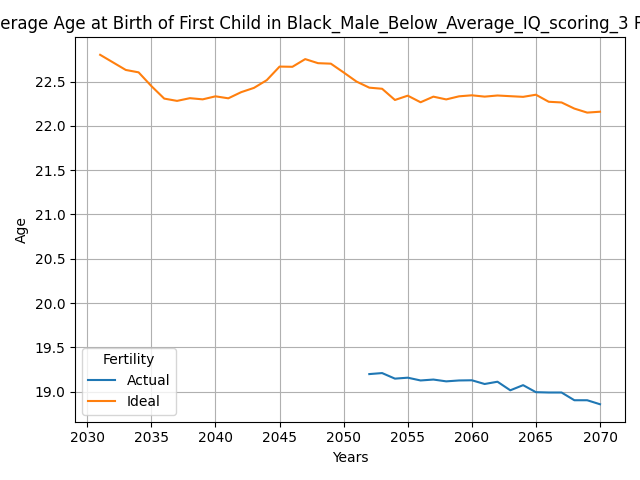 erage Age at Birth of First Child in Black_Male_Below_Average_IQ_scoring_3 
22.5
22.0
21.5
21.0
20.5
20.0
19.5
19.0
Age
Fertility
Actual
Ideal
2030 2035 2040 2045 2050 2055 2060 2065 2070
Years